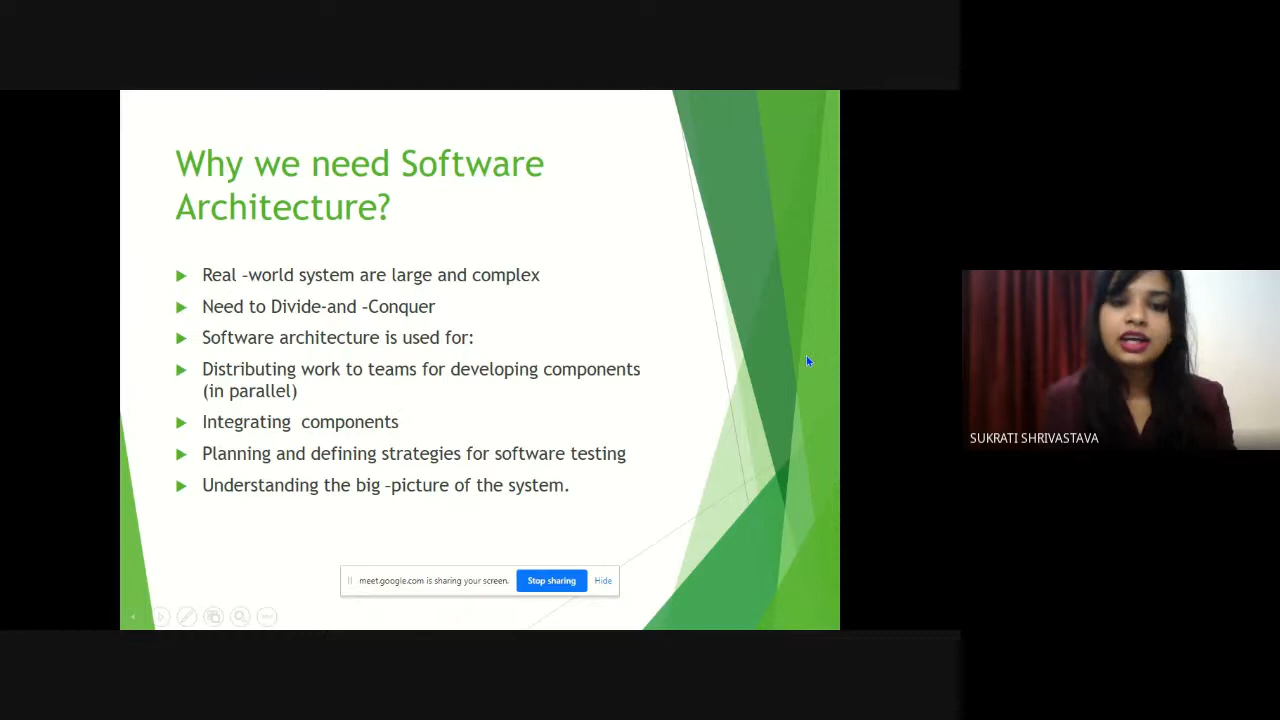 Why we need Software
Architecture?
Real –world system are large and complex
Need to Divide-and –Conquer
Software architecture is used for:
Distributing work to teams for developing components
(in parallel)
Integrating  components
Planning and defining strategies for software testing
Understanding the big –picture of the system.
meet.google.com is sharing your screen.
Stop sharing
Hide
SUKRATI SHRIVASTAVA